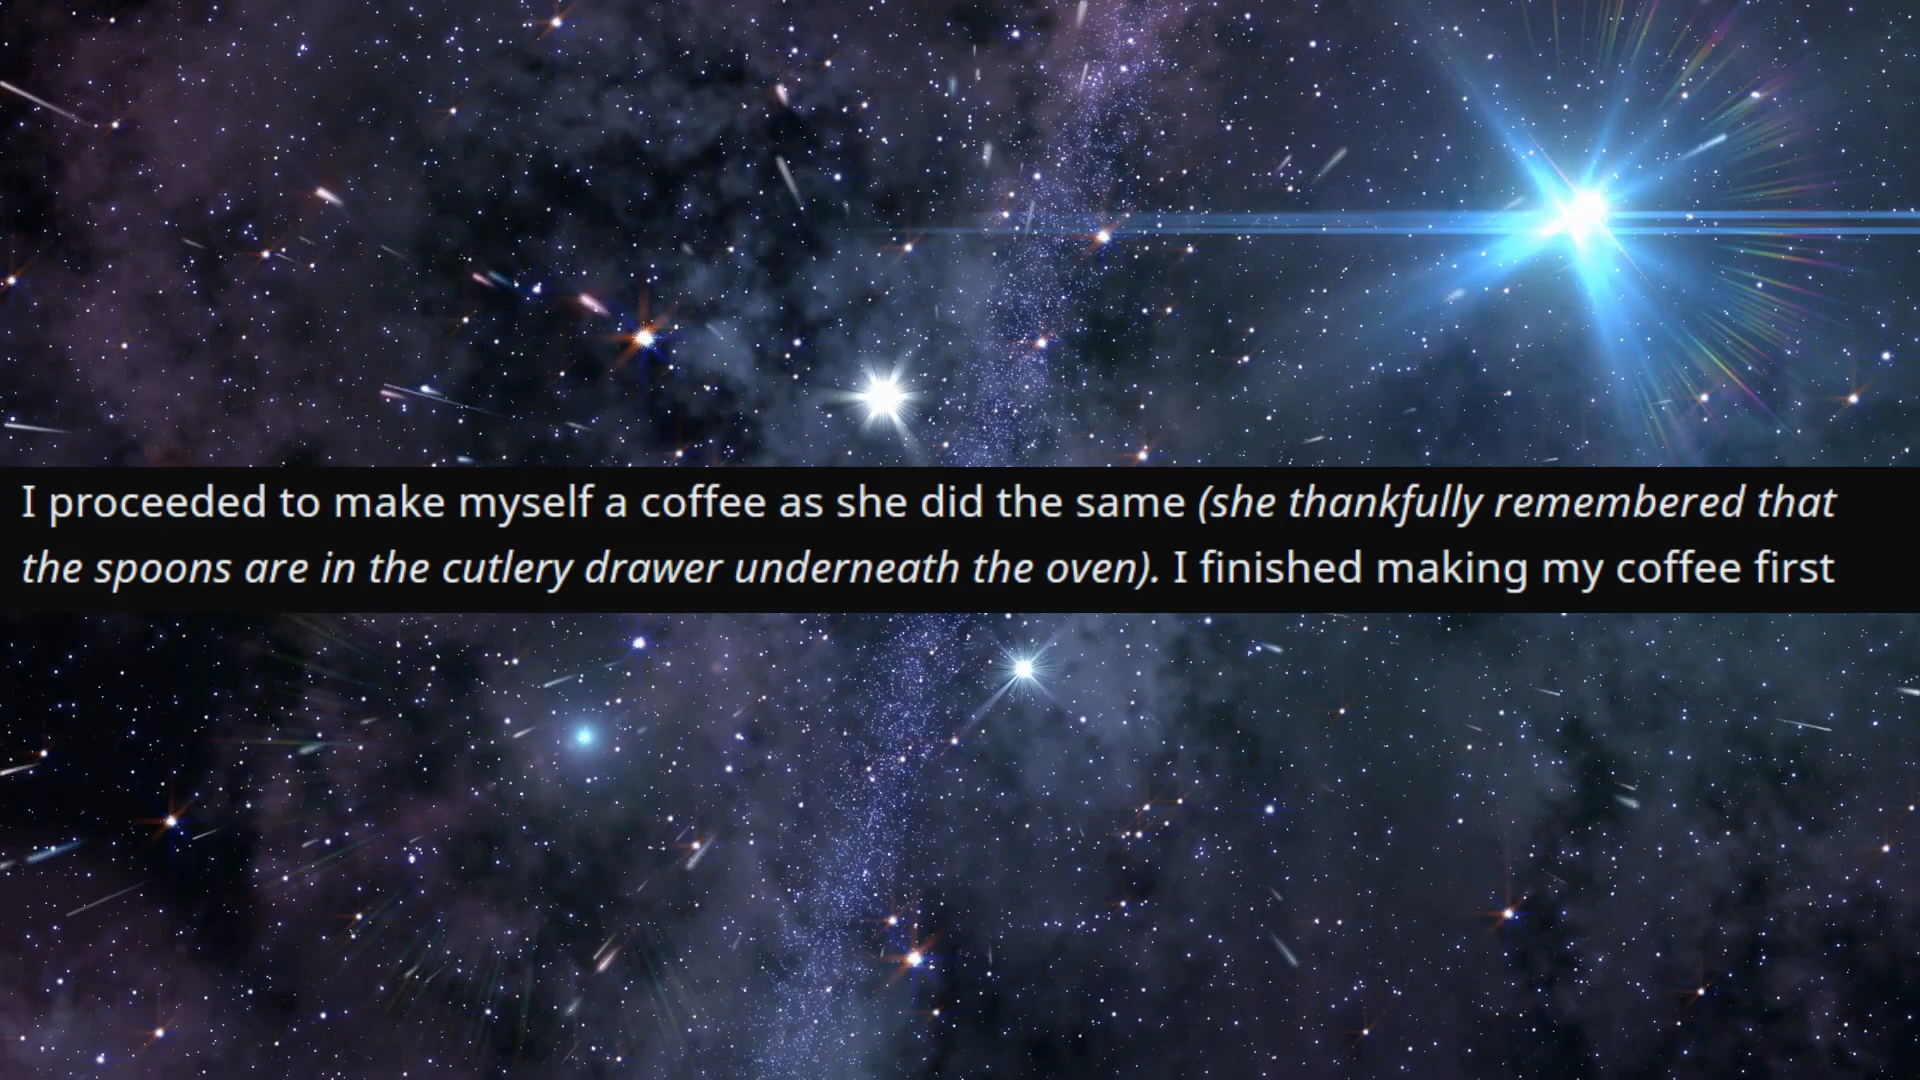 I proceeded to make myself a coffee as she did the same (she thankfully remembered that
the spoons are in the cutlery drawer underneath the oven). I finished making my coffee first